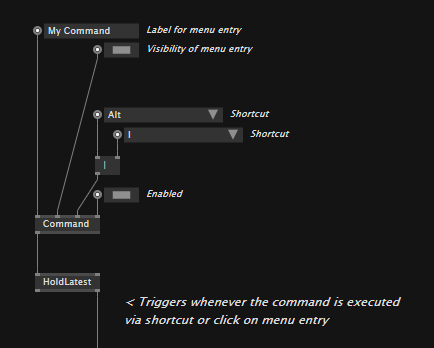 My Command
Label for menu entry
Visibility of menu entry
Alt
Shortcut
I
Shortcut
|
Enabled
Command
HoldLatest
< Triggers whenever the command is executed
via shortcut or click on menu entry